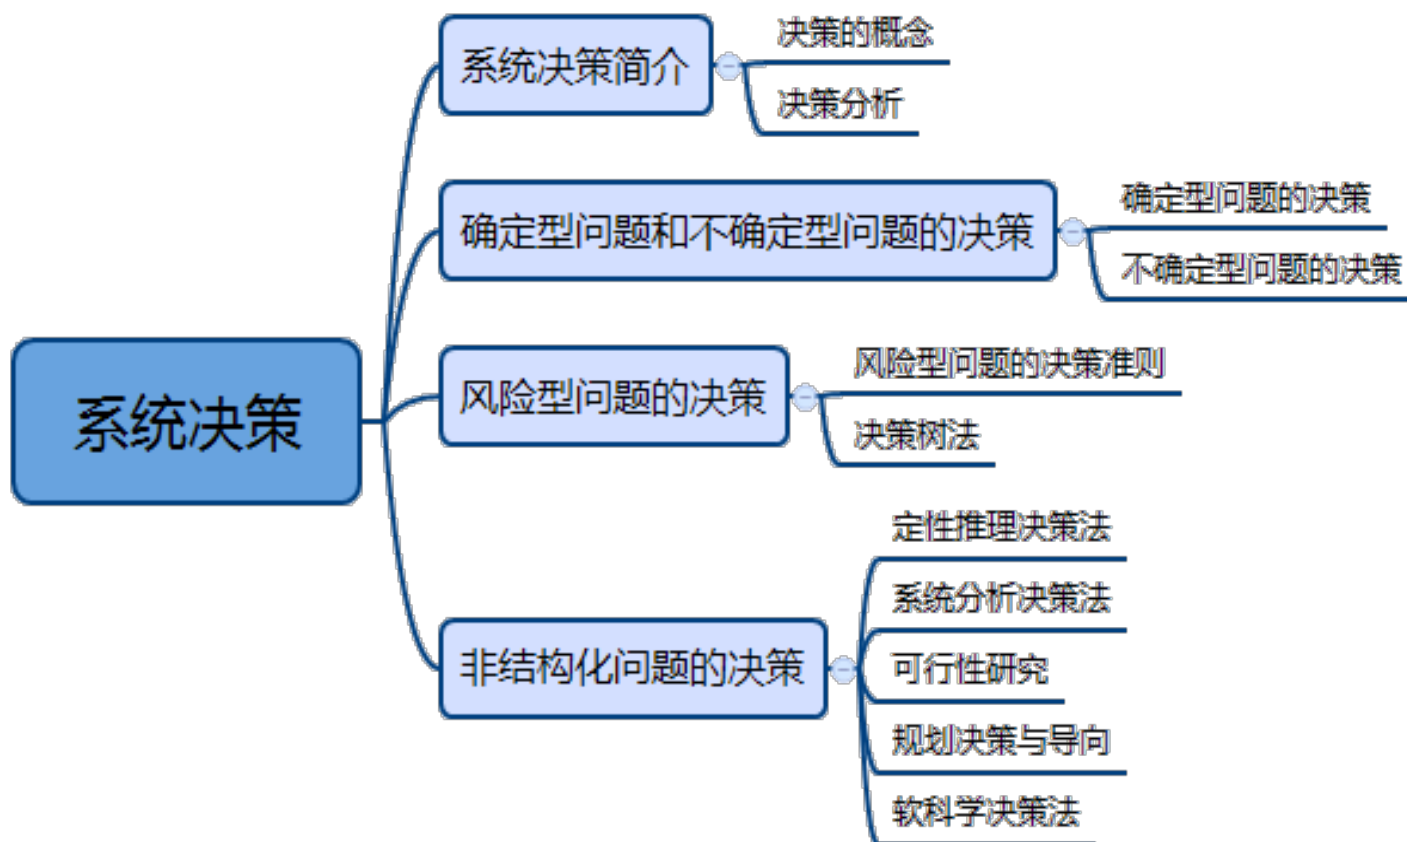 系统决策
系统决策简介
决策的概念
决策分析
确定型问题和不确定型问题的决策
确定型问题的决策
不确定型问题的决策
风险型问题的决策
风险型问题的决策准则
决策树法
非结构化问题的决策
定性推理决策法
系统分析决策法
可行性研究
规划决策与导向
软科学决策法